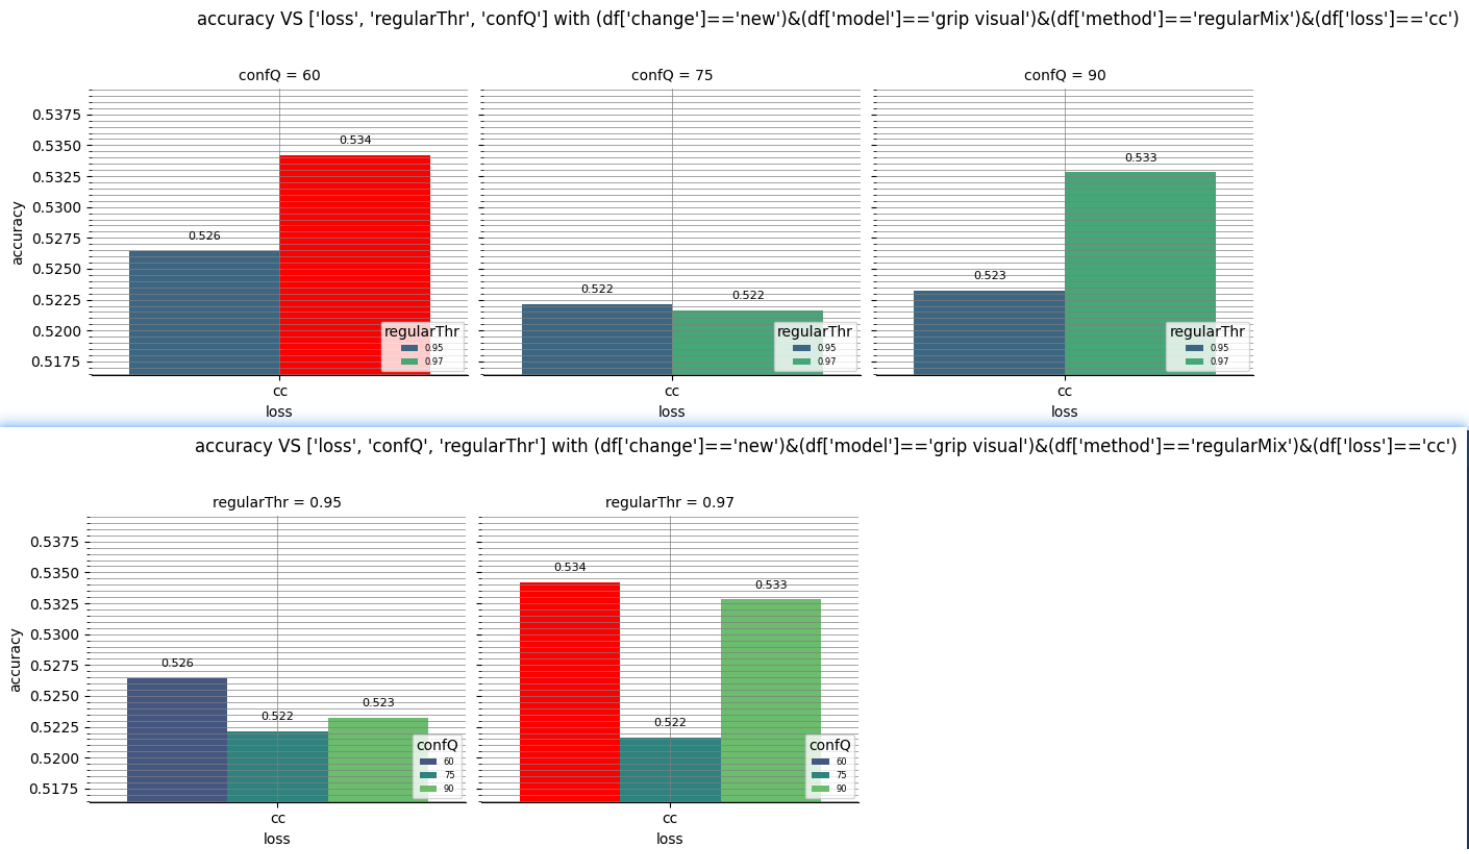 accuracy VS ['loss', 'regularThr', 'confQ'] with (df['change']=='new')&(df['model']=='grip visual')&(df['method']=='regularMix')&(df['loss']=='cc')
confQ = 60
confQ = 75
confQ = 90
accuracy
0.5375
0.5350
0.5325
0.5300
0.5275
0.5250
0.5225
0.5200
0.5175
0.526
0.534
regularThr
0.95
0.97
cc
loss
0.522
0.522
regularThr
0.95
0.97
cc
loss
0.523
0.533
regularThr
0.95
0.97
cc
loss
accuracy VS ['loss', 'confQ', 'regularThr'] with (df['change']=='new')&(df['model']=='grip visual')&(df['method']=='regularMix')&(df['loss']=='cc')
regularThr = 0.95
regularThr = 0.97
accuracy
0.5375
0.5350
0.5325
0.5300
0.5275
0.5250
0.5225
0.5200
0.5175
0.526
0.522
0.523
confQ
60
75
90
cc
loss
0.534
0.522
0.533
confQ
60
75
90
cc
loss